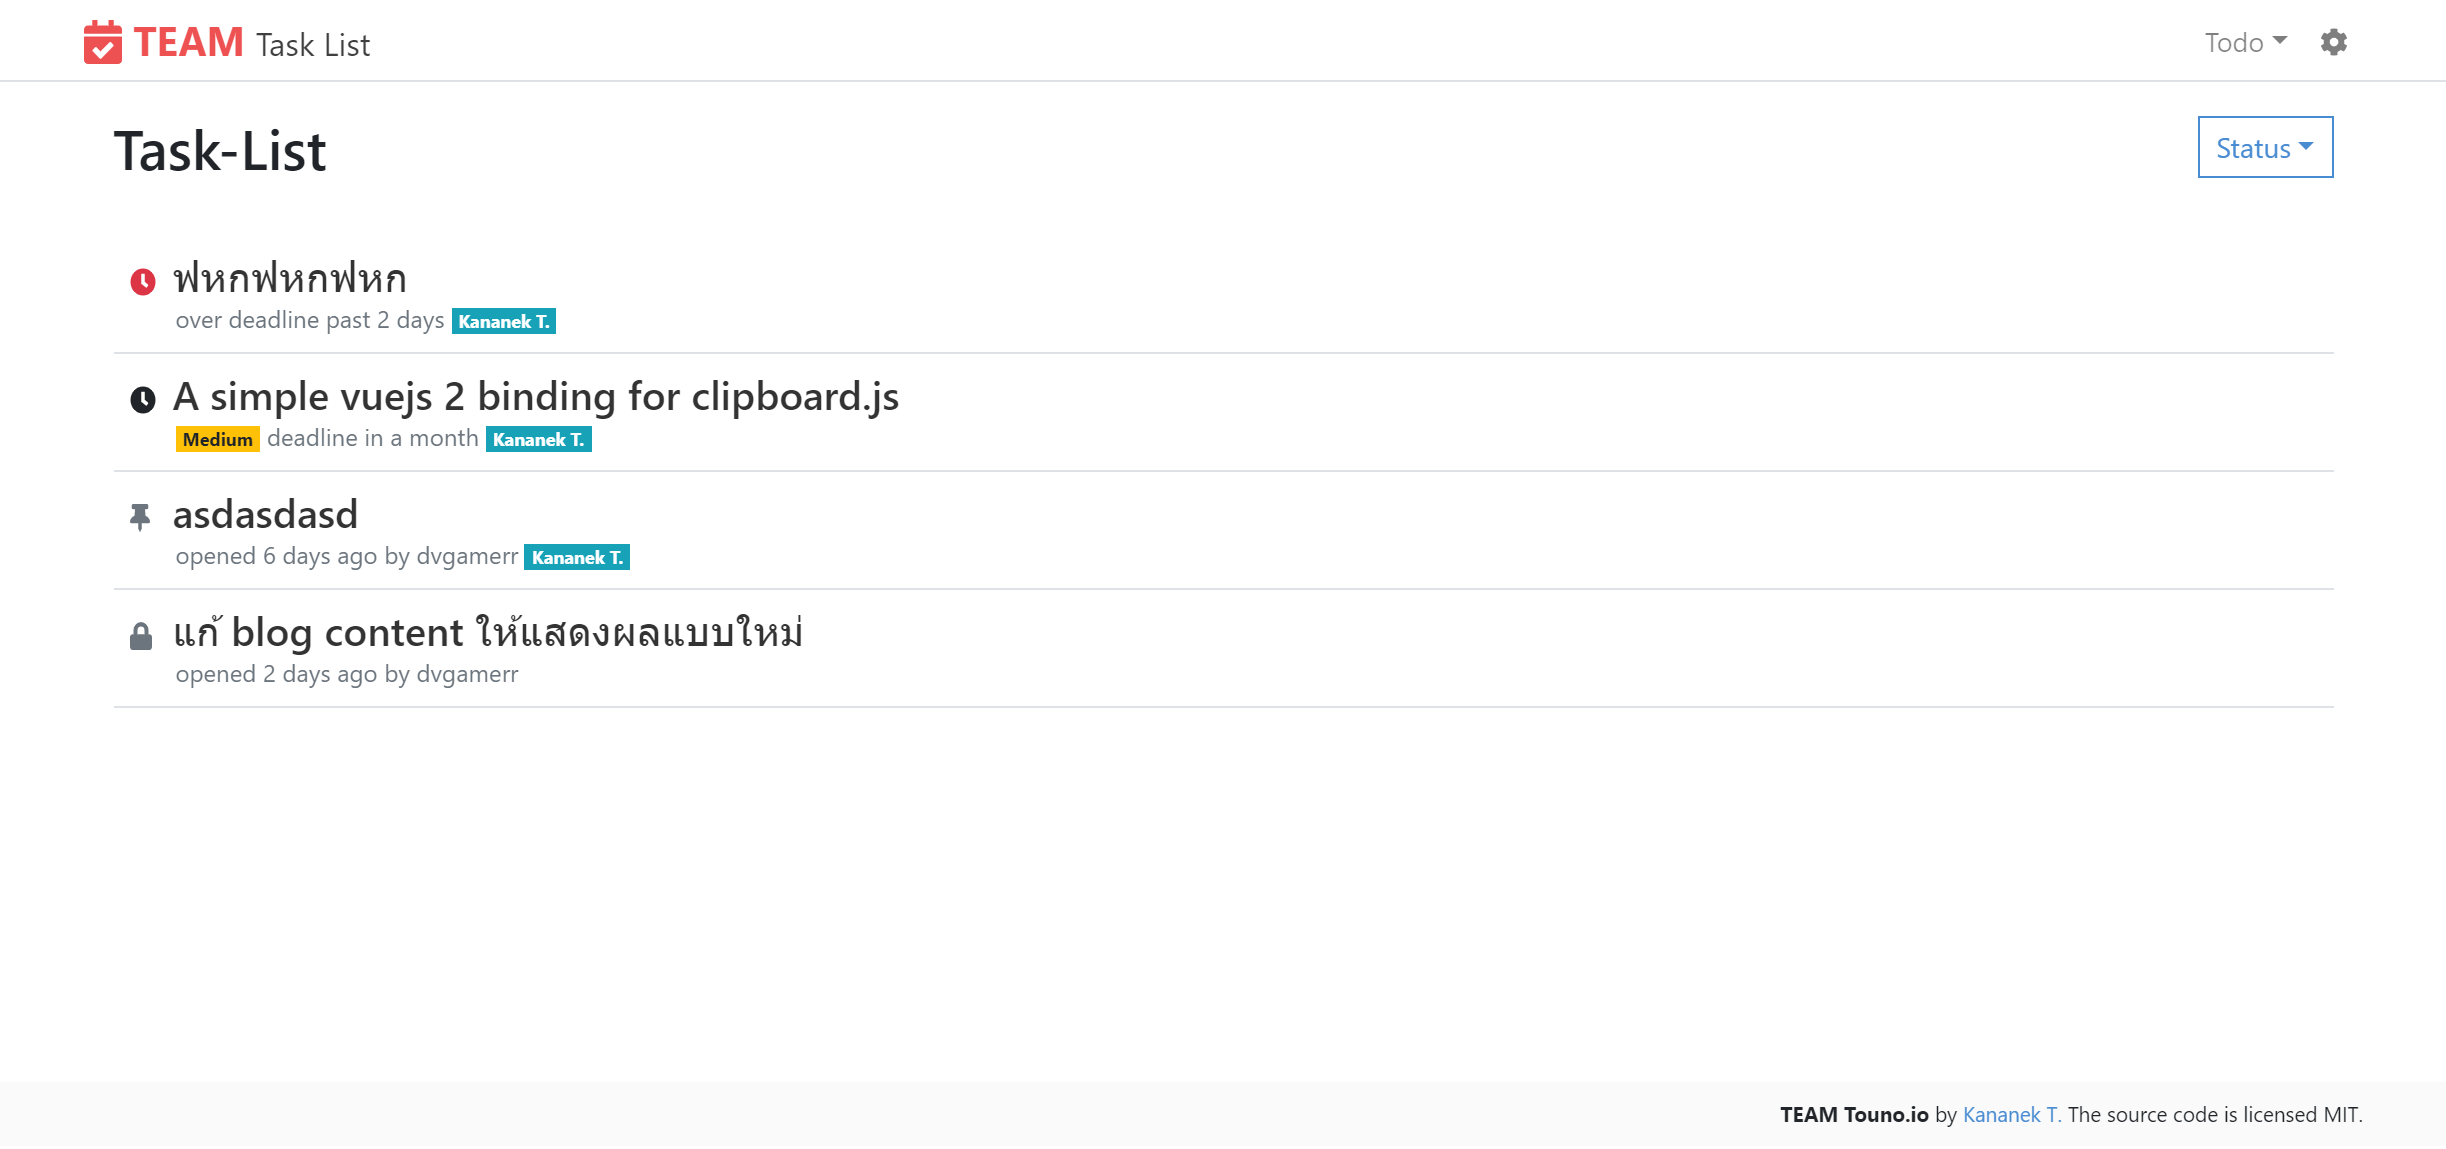 TEAM Task List
Todo
Task-List
Status
ฟหกฟหกฟหก
over deadline past 2 days Kananek T.
A simple vuejs 2 binding for clipboard.js
Medium deadline in a month Kananek T.
asdasdasd
opened 6 days ago by dvgamerr Kananek T.
แก้ blog content ให้แสดงผลแบบใหม่
opened 2 days ago by dvgamerr
TEAM Touno.io by Kananek T. The source code is licensed MIT.